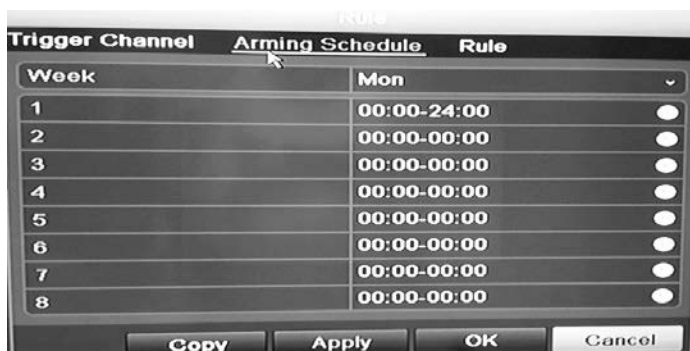 Rule
Trigger Channel Arming Schedule Rule
Week Mon
1 00:00-24:00
2 00:00-00:00
3 00:00-00:00
4 00:00-00:00
5 00:00-00:00
6 00:00-00:00
7 00:00-00:00
8 00:00-00:00
Copy Apply OK Cancel